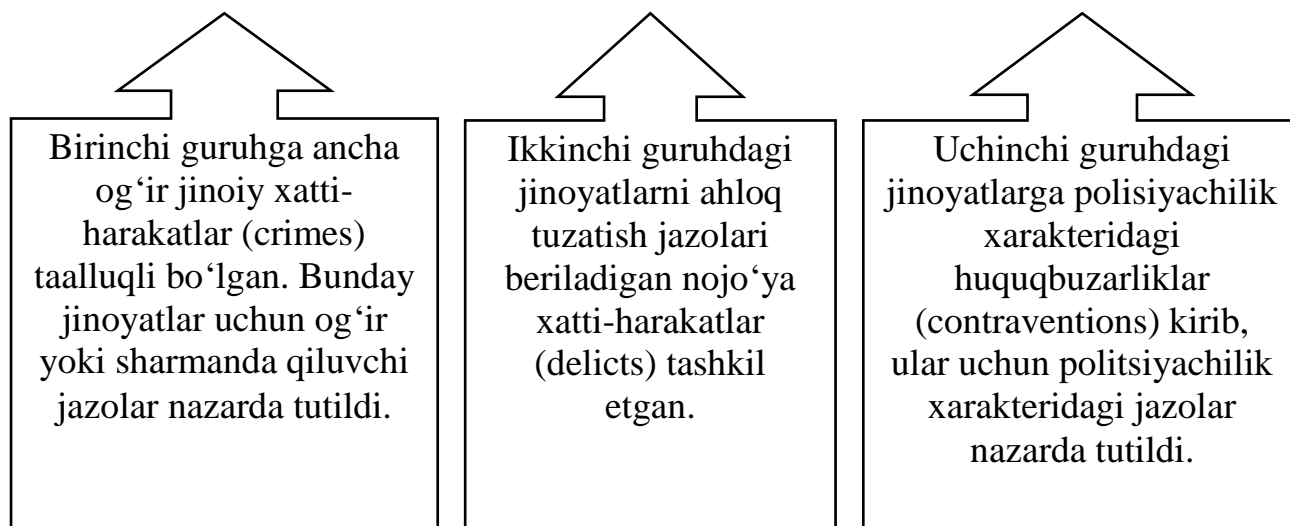 Birinchi guruhga ancha
og‘ir jinoiy xatti-
harakatlar (crimes)
taalluqli bo‘lgan. Bunday
jinoyatlar uchun og‘ir
yoki sharmanda qiluvchi
jazolar nazarda tutildi.
Ikkinchi guruhdagi
jinoyatlarni ahloq
tuzatish jazolari
beriladigan nojo‘ya
xatti-harakatlar
(delicts) tashkil
etgan.
Uchinchi guruhdagi
jinoyatlarga polisiyachilik
xarakteridagi
huquqbuzarliklar
(contraventions) kirib,
ular uchun politsiyachilik
xarakteridagi jazolar
nazarda tutildi.